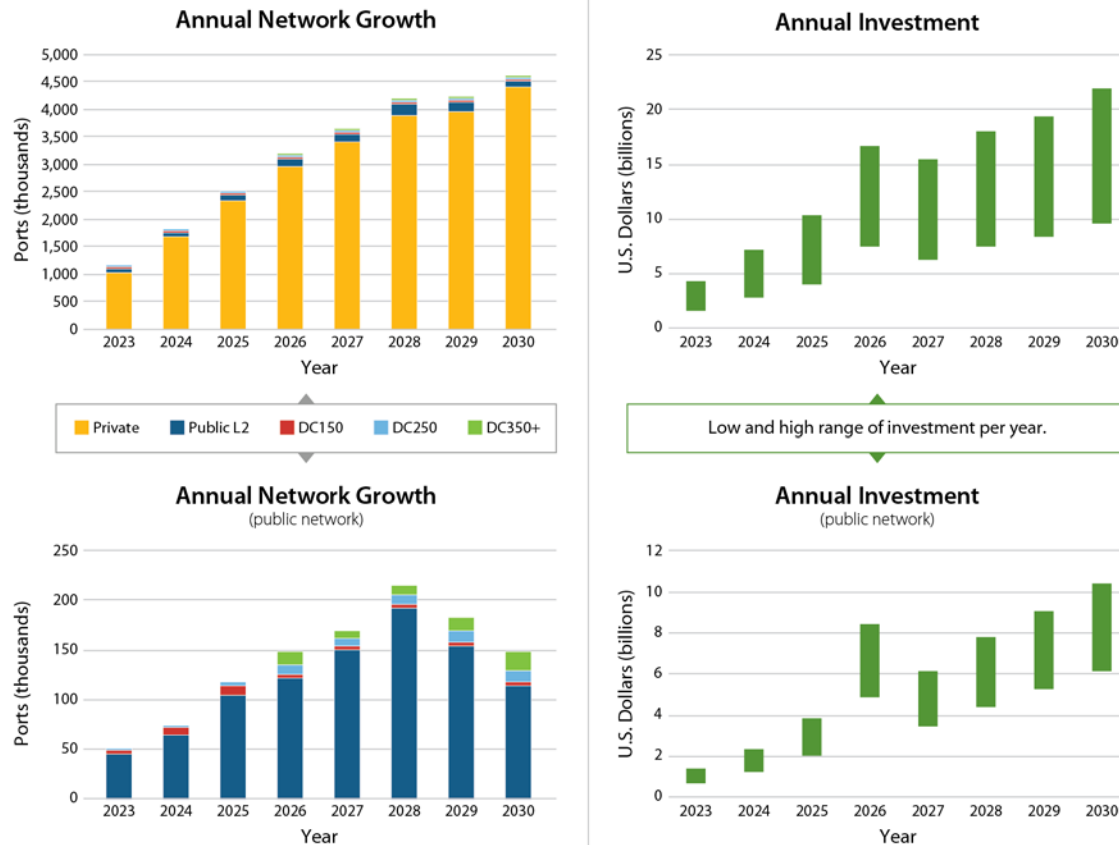 Annual Network Growth
Ports (thousands)
5,000
4,500
4,000
3,500
3,000
2,500
2,000
1,500
1,000
500
0
2023 2024 2025 2026 2027 2028 2029 2030
Year
Annual Investment
U.S. Dollars (billions)
25
20
15
10
5
0
2023 2024 2025 2026 2027 2028 2029 2030
Year
Private Public L2 DC150 DC250 DC350+
Low and high range of investment per year.
Annual Network Growth
(public network)
Ports (thousands)
250
200
150
100
50
0
2023 2024 2025 2026 2027 2028 2029 2030
Year
Annual Investment
(public network)
U.S. Dollars (billions)
12
10
8
6
4
2
0
2023 2024 2025 2026 2027 2028 2029 2030
Year